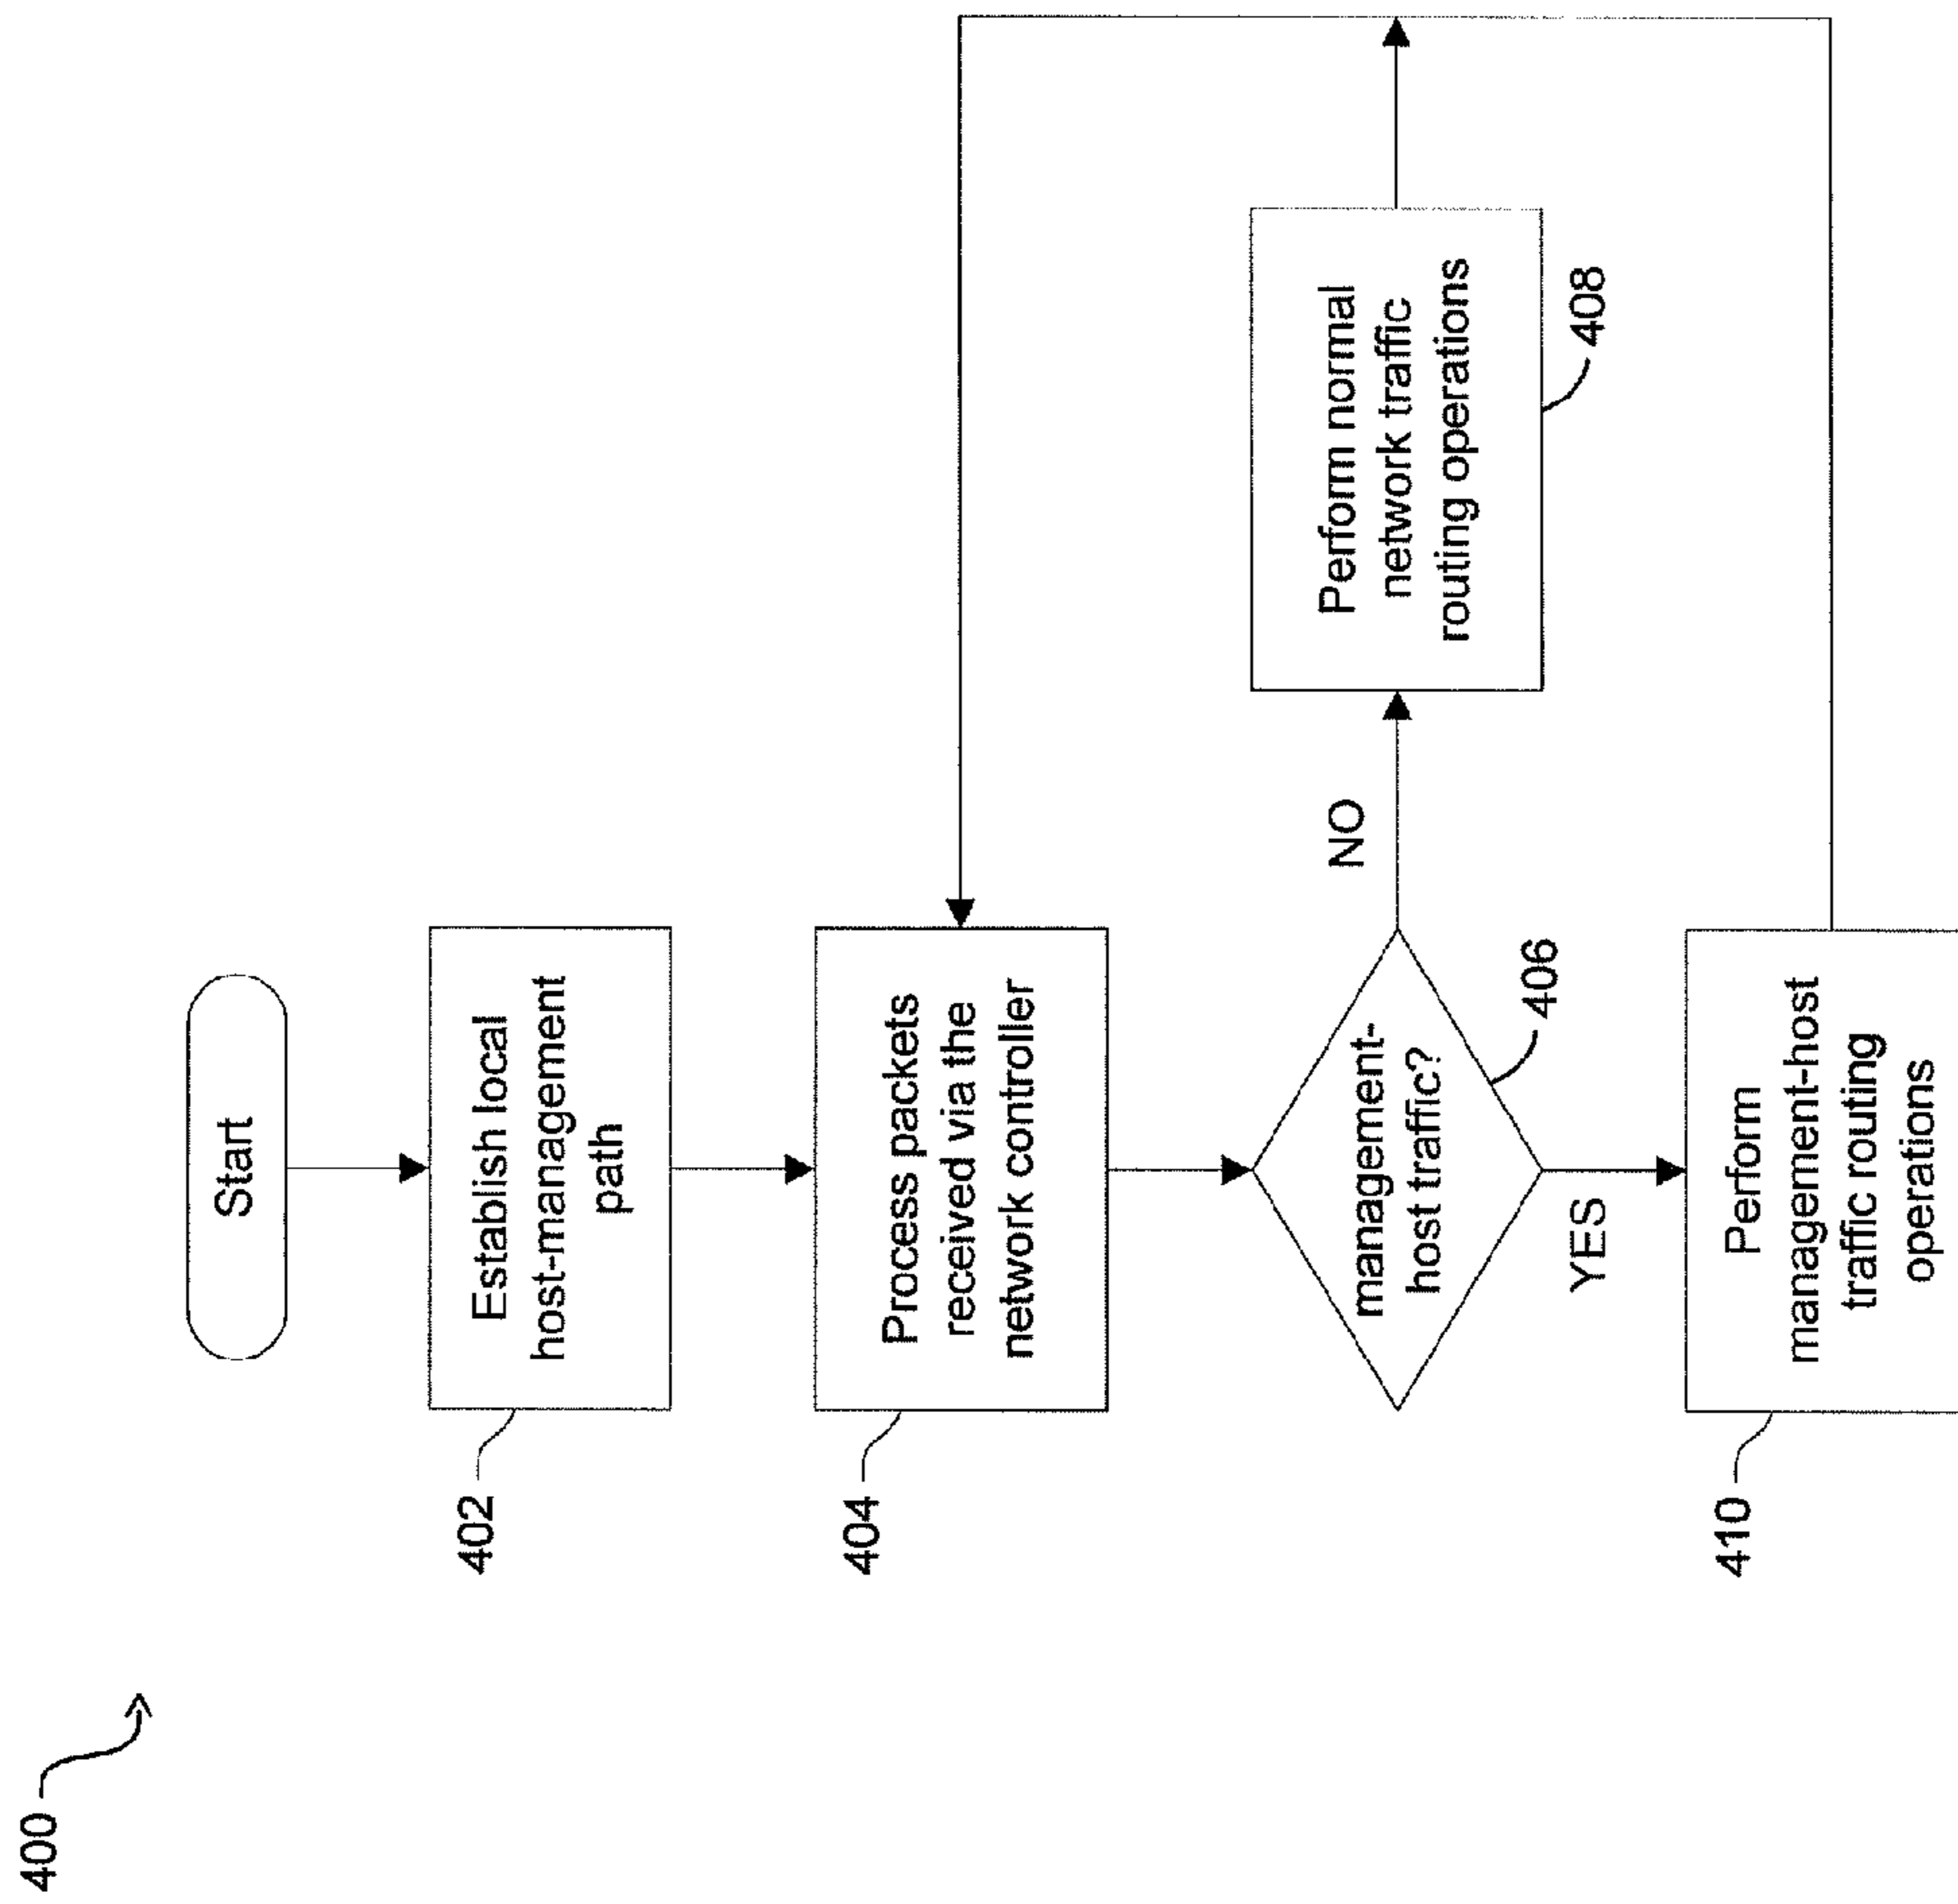 400
Start
402
Establish local
host-management
path
404
Process packets
received via the
network controller
management-
host traffic?
406
NO
Perform normal
network traffic
routing operations
408
YES
410
Perform
management-host
traffic routing
operations